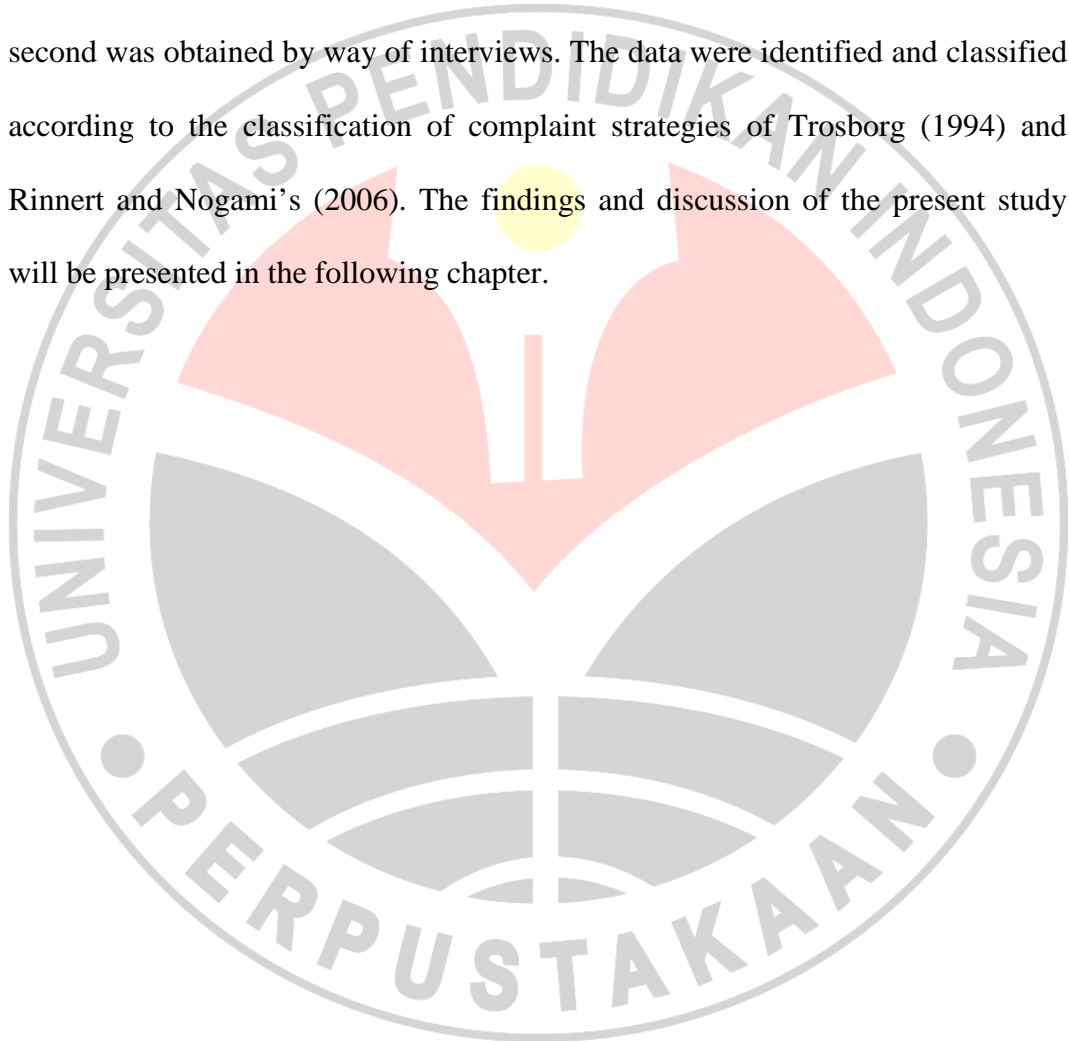 second was obtained by way of interviews. The data were identified and classified
according to the classification of complaint strategies of Trosborg (1994) and
Rinnert and Nogami’s (2006). The findings and discussion of the present study
will be presented in the following chapter.
UNIVERSITAS PENDIDIKAN INDONESIA
PERPUSTAKAAN